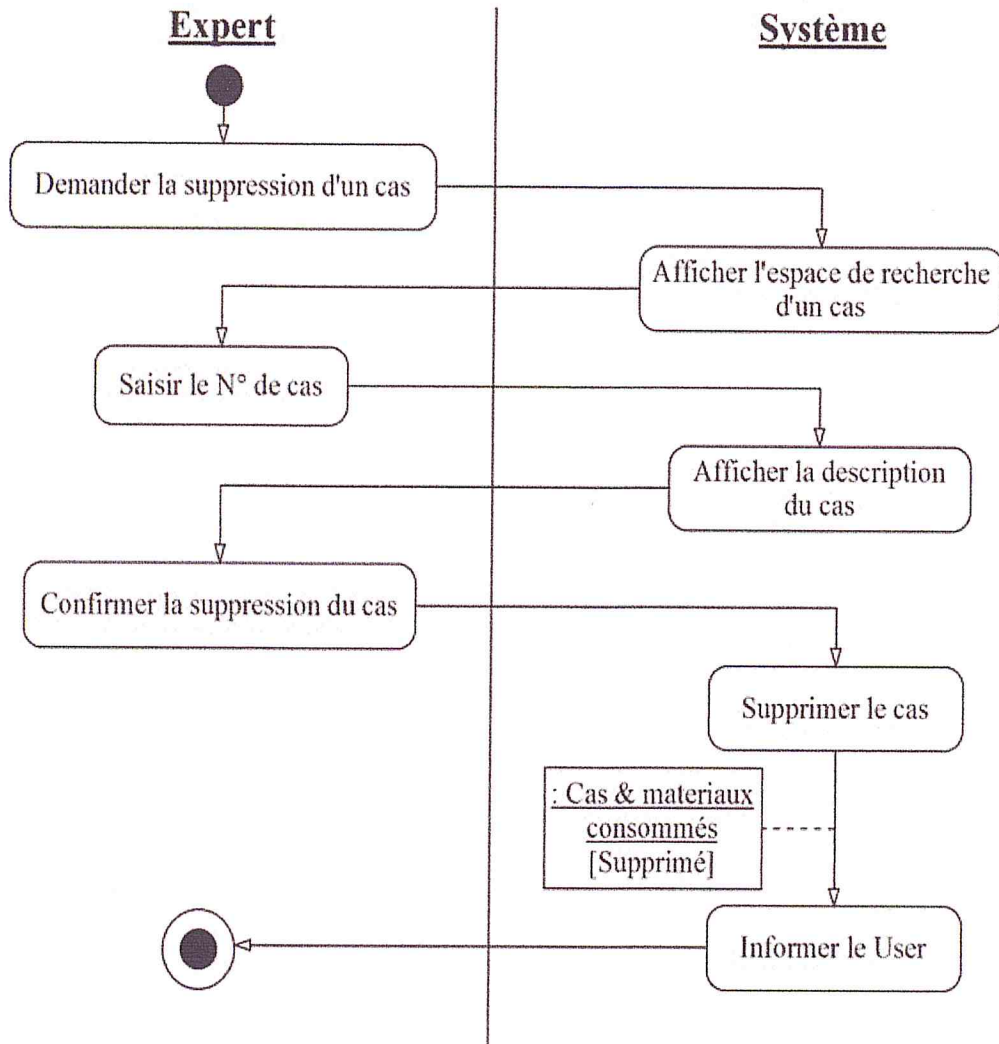 Expert
Système
Demander la suppression d'un cas
Afficher l'espace de recherche
d'un cas
Saisir le N° de cas
Afficher la description
du cas
Confirmer la suppression du cas
Supprimer le cas
: Cas & materiaux
consommés
[Supprimé]
Informer le User